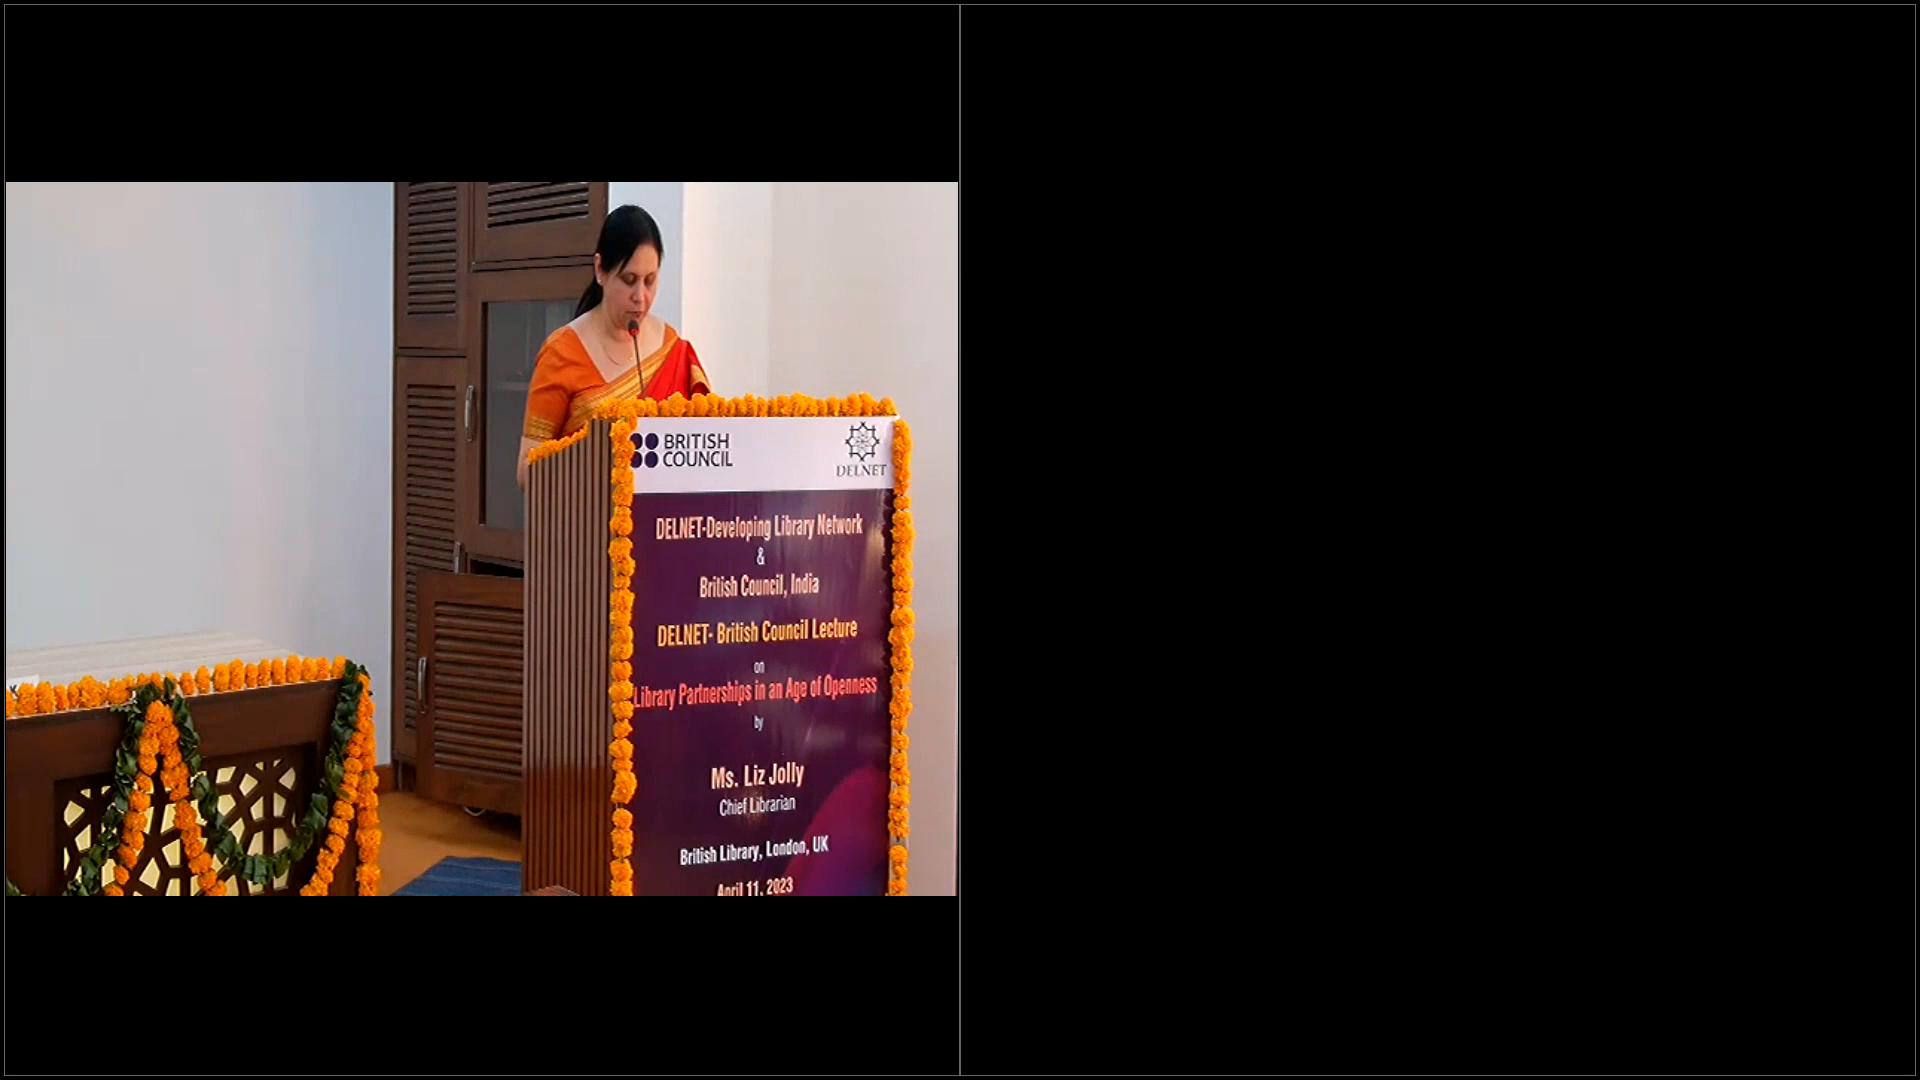 BRITISH
COUNCIL
DELNET
DELNET-Developing Library Network
&
British Council, India
DELNET- British Council Lecture
on
Library Partnerships in an Age of Openness
by
Ms. Liz Jolly
Chief Librarian
British Library, London, UK
April 11, 2023